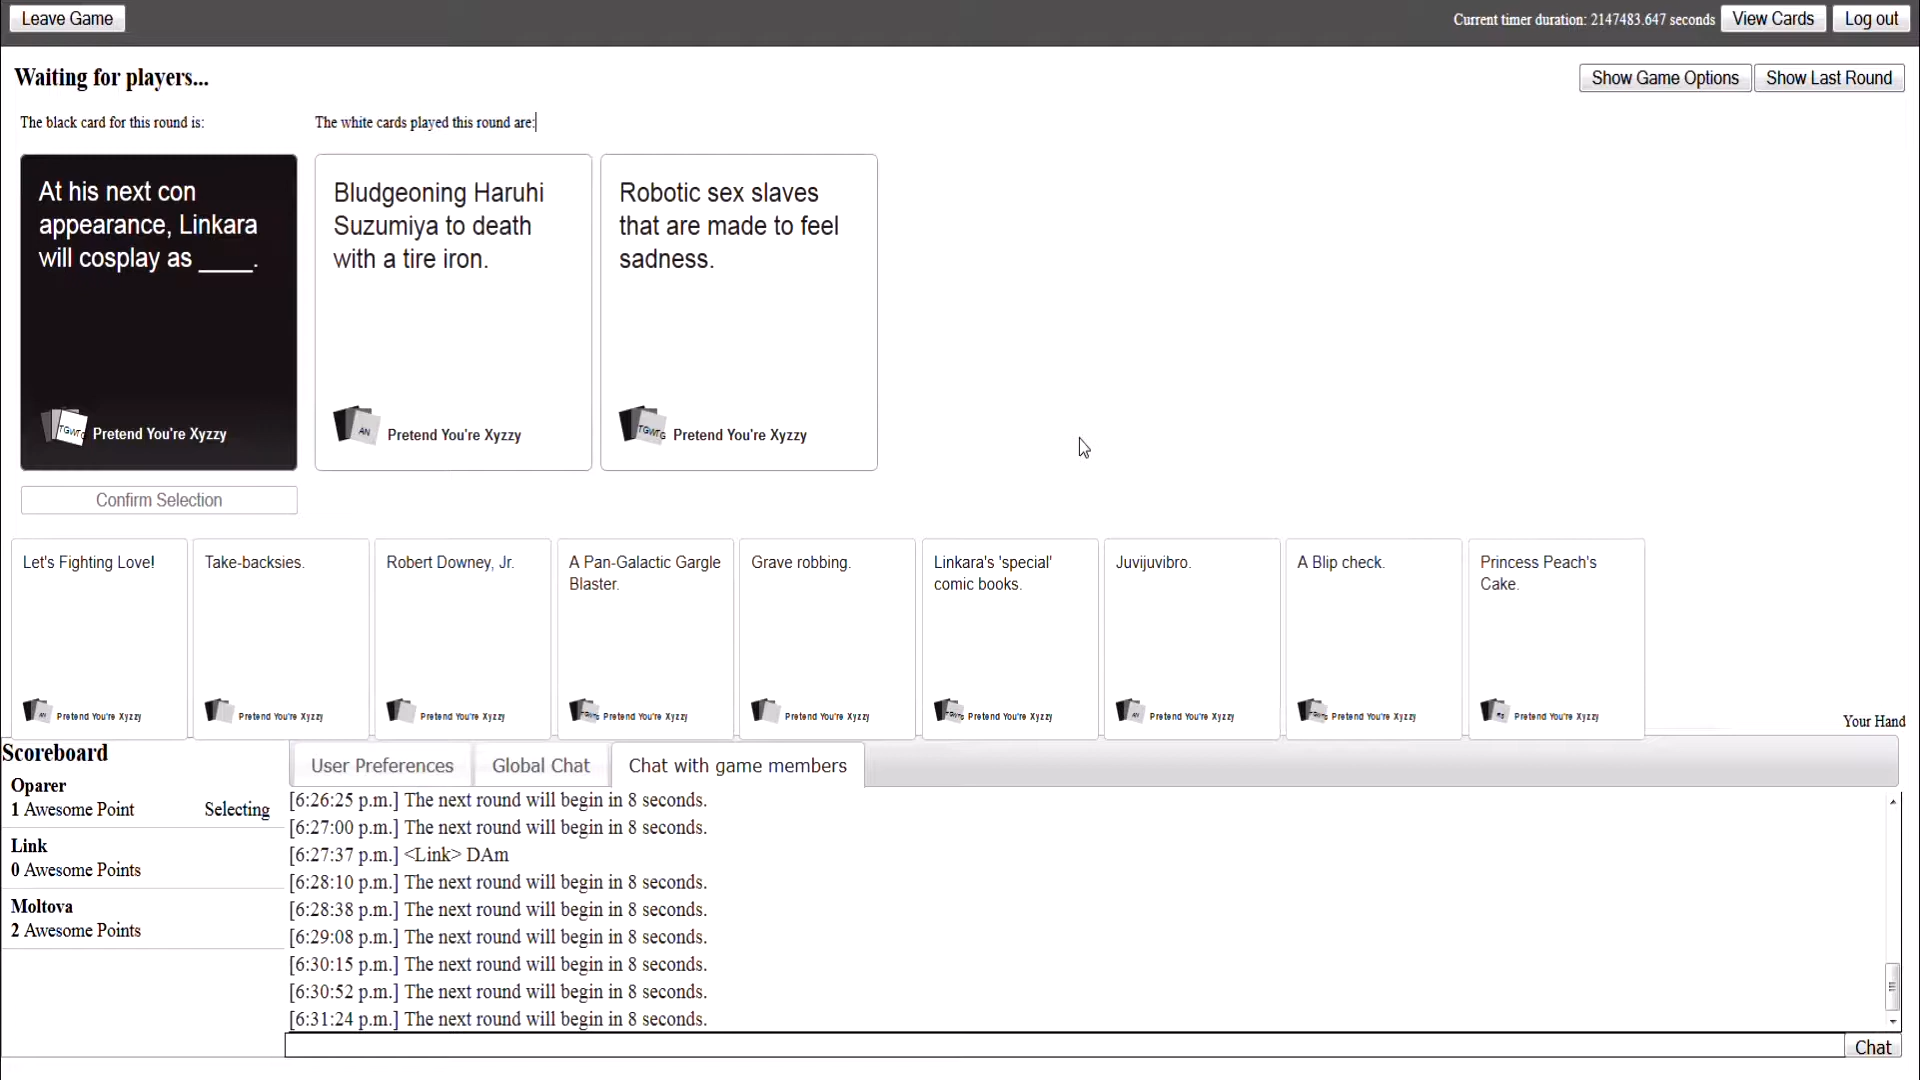 Leave Game
Current timer duration: 2147483.647 seconds
View Cards
Log out
Waiting for players...
Show Game Options
Show Last Round
The black card for this round is:
The white cards played this round are:
At his next con
appearance, Linkara
will cosplay as ____.
TGWTG
Pretend You're Xyzzy
Bludgeoning Haruhi
Suzumiya to death
with a tire iron.
AN
Pretend You're Xyzzy
Robotic sex slaves
that are made to feel
sadness.
TGWTG
Pretend You're Xyzzy
Confirm Selection
Let's Fighting Love!
AN
Pretend You're Xyzzy
Take-backsies.
Pretend You're Xyzzy
Robert Downey, Jr.
Pretend You're Xyzzy
A Pan-Galactic Gargle
Blaster.
TGWTG
Pretend You're Xyzzy
Grave robbing.
Pretend You're Xyzzy
Linkara's 'special'
comic books.
TGWTG
Pretend You're Xyzzy
Juvijuvibro.
AN
Pretend You're Xyzzy
A Blip check.
TGWTG
Pretend You're Xyzzy
Princess Peach's
Cake.
Pretend You're Xyzzy
Your Hand
Scoreboard
Oparer
1 Awesome Point
Selecting
Link
0 Awesome Points
Moltova
2 Awesome Points
User Preferences
Global Chat
Chat with game members
[6:26:25 p.m.] The next round will begin in 8 seconds.
[6:27:00 p.m.] The next round will begin in 8 seconds.
[6:27:37 p.m.] <Link> DAm
[6:28:10 p.m.] The next round will begin in 8 seconds.
[6:28:38 p.m.] The next round will begin in 8 seconds.
[6:29:08 p.m.] The next round will begin in 8 seconds.
[6:30:15 p.m.] The next round will begin in 8 seconds.
[6:30:52 p.m.] The next round will begin in 8 seconds.
[6:31:24 p.m.] The next round will begin in 8 seconds.
Chat